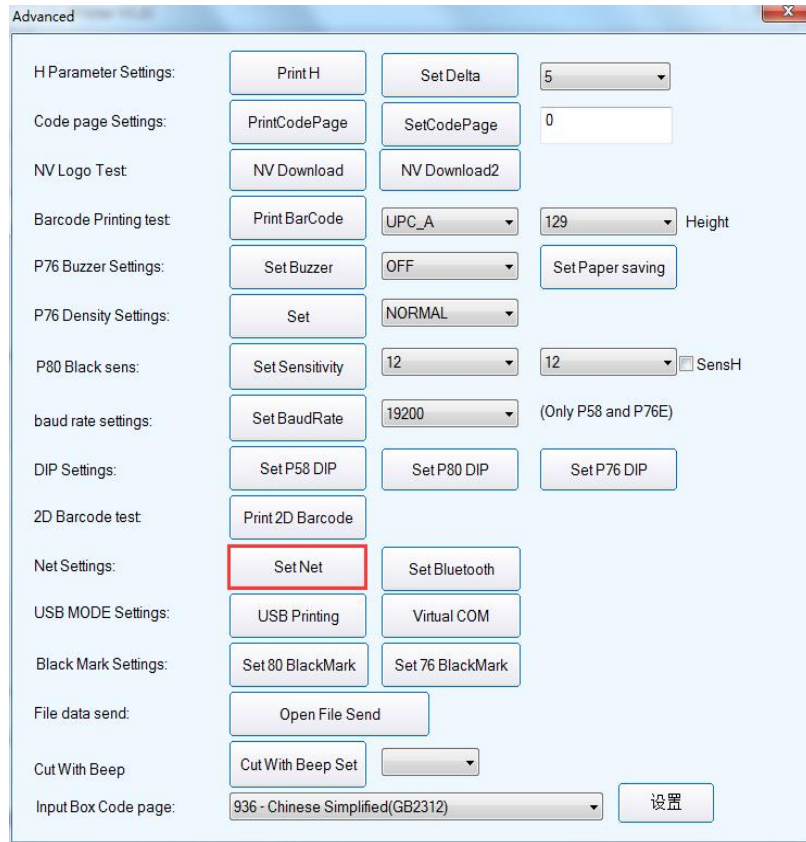 Advanced
H Parameter Settings: Print H Set Delta 5
Code page Settings: PrintCodePage SetCodePage 0
NV Logo Test: NV Download NV Download2
Barcode Printing test: Print BarCode UPC_A 129 Height
P76 Buzzer Settings: Set Buzzer OFF Set Paper saving
P76 Density Settings: Set NORMAL
P80 Black sens: Set Sensitivity 12 12 SensH
baud rate settings: Set BaudRate 19200 (Only P58 and P76E)
DIP Settings: Set P58 DIP Set P80 DIP Set P76 DIP
2D Barcode test: Print 2D Barcode
Net Settings: Set Net Set Bluetooth
USB MODE Settings: USB Printing Virtual COM
Black Mark Settings: Set 80 BlackMark Set 76 BlackMark
File data send: Open File Send
Cut With Beep Cut With Beep Set
Input Box Code page: 936 - Chinese Simplified(GB2312) 设置